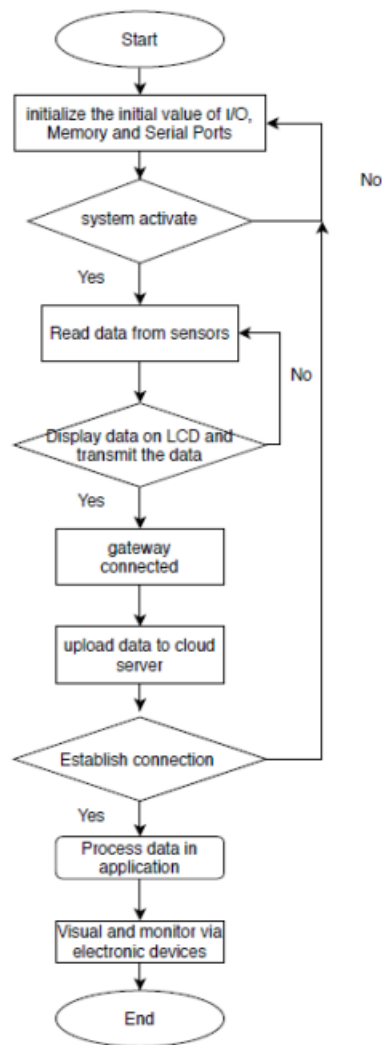 Start
initialize the initial value of I/O,
Memory and Serial Ports
No
system activate
Yes
Read data from sensors
No
Display data on LCD and
transmit the data
Yes
gateway
connected
upload data to cloud
server
Establish connection
Yes
Process data in
application
Visual and monitor via
electronic devices
End